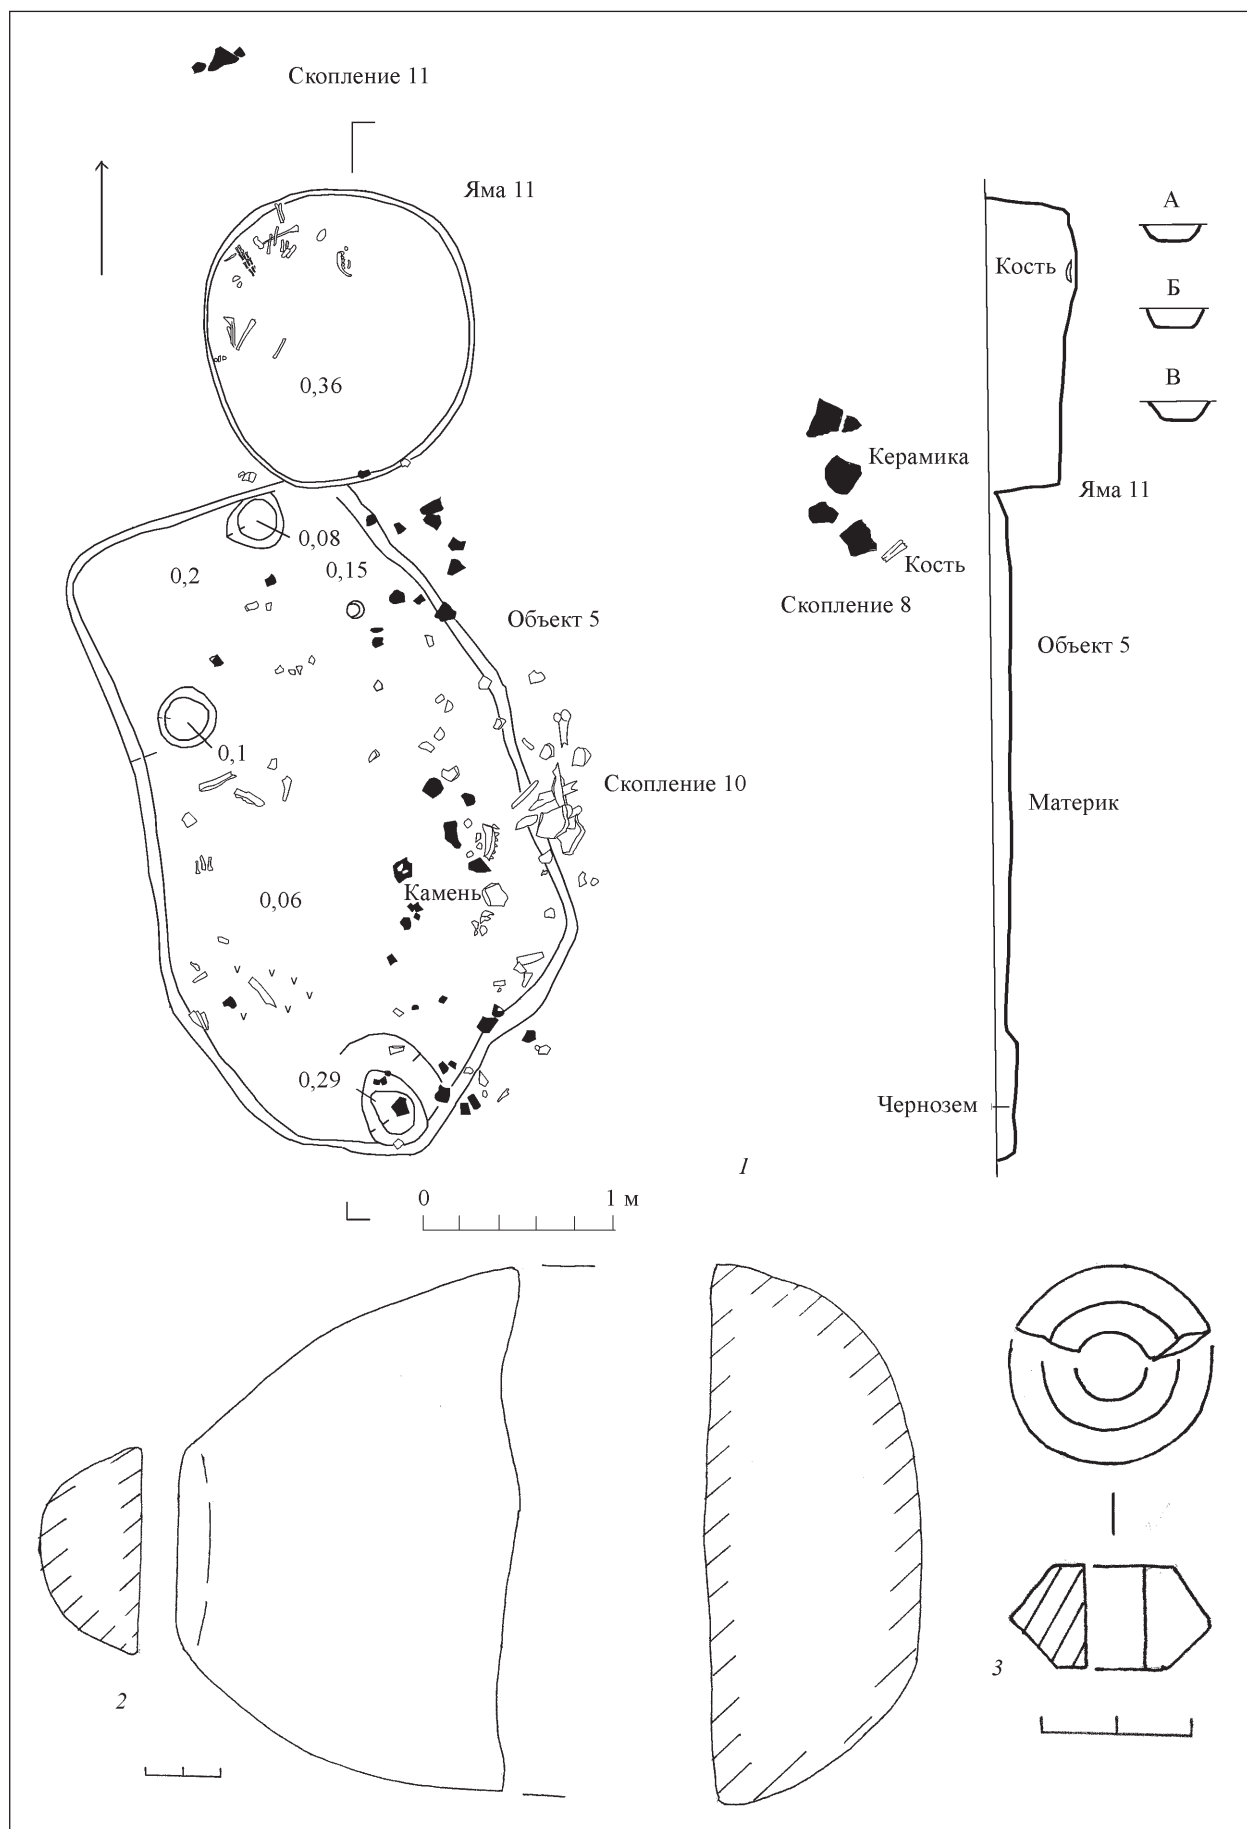 Скопление 11
Яма 11
0,36
0,08
0,2
0,15
Объект 5
0,1
Скопление 10
Камень
0,06
0,29
0
1 м
1
Керамика
Кость
Скопление 8
Кость
А
Б
В
Яма 11
Объект 5
Материк
Чернозем
v
v
v
v
v
v
2
3